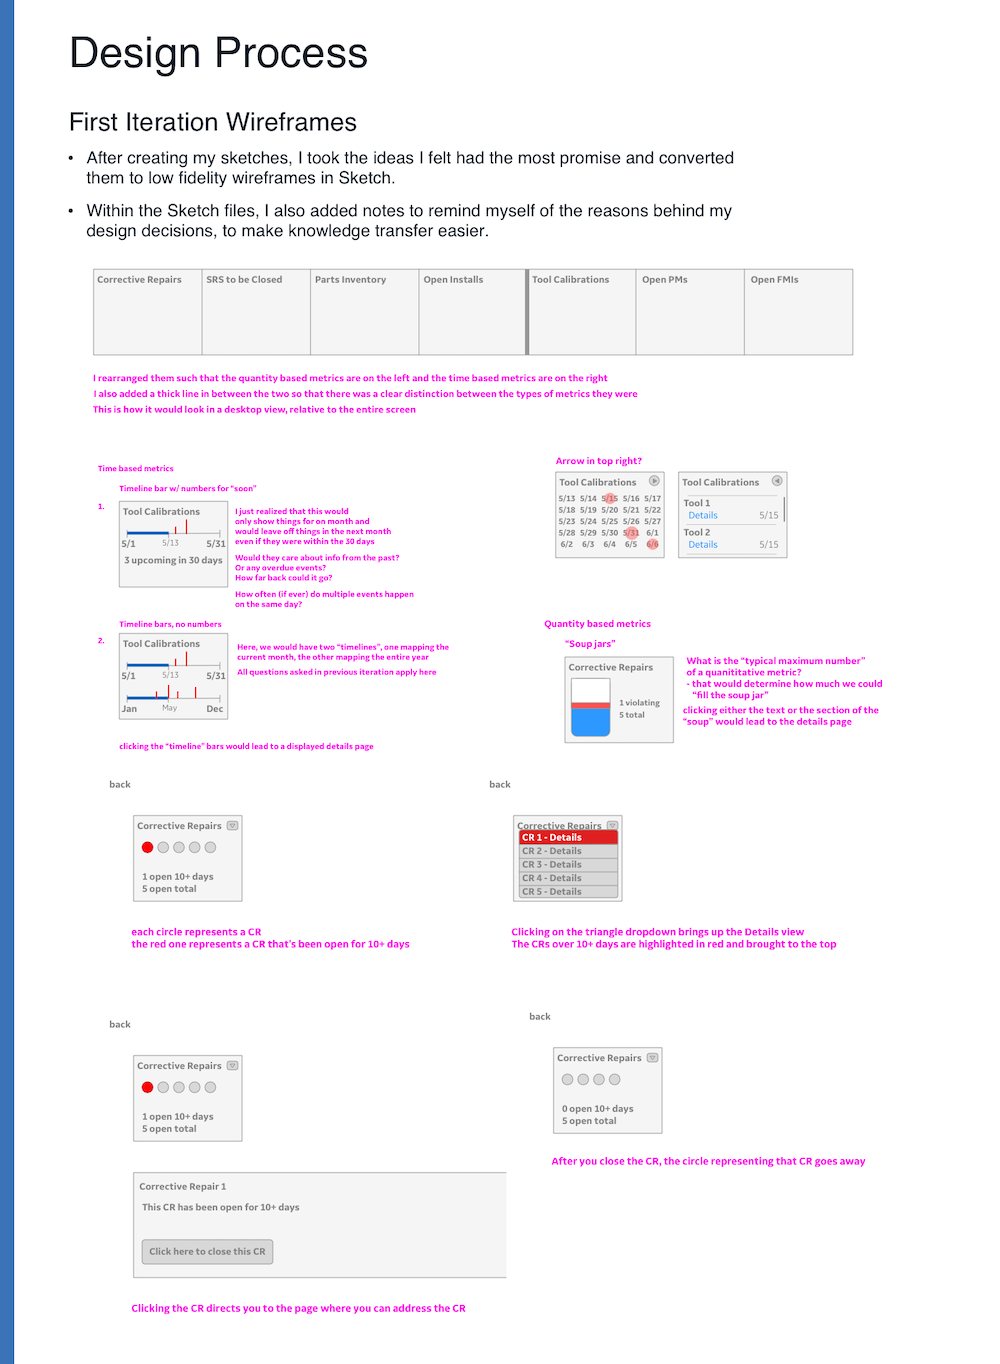 Design Process
First Iteration Wireframes
• After creating my sketches, I took the ideas I felt had the most promise and converted
them to low fidelity wireframes in Sketch.
• Within the Sketch files, I also added notes to remind myself of the reasons behind my
design decisions, to make knowledge transfer easier.
Corrective Repairs SRS to be Closed Parts Inventory Open Installs Tool Calibrations Open PMs Open FMIs
I rearranged them such that the quantity based metrics are on the left and the time based metrics are on the right
I also added a thick line in between the two so that there was a clear distinction between the types of metrics they were
This is how it would look in a desktop view, relative to the entire screen
Time based metrics
Timeline bar w/ numbers for "soon"
1.
Tool Calibrations
5/1 5/13 5/31
3 upcoming in 30 days
I just realized that this would
only show things for on month and
would leave off things in the next month
even if they were within the 30 days
Would they care about info from the past?
Or any overdue events?
How far back could it go?
How often (if ever) do multiple events happen
on the same day?
Timeline bars, no numbers
2.
Tool Calibrations
5/1 5/13 5/31
Jan May Dec
Here, we would have two "timelines", one mapping the
current month, the other mapping the entire year
All questions asked in previous iteration apply here
clicking the "timeline" bars would lead to a displayed details page
Arrow in top right?
Tool Calibrations
5/13 5/14 5/15 5/16 5/17
5/18 5/19 5/20 5/21 5/22
5/23 5/24 5/25 5/26 5/27
5/28 5/29 5/30 5/31 6/1
6/2 6/3 6/4 6/5 6/6
Tool Calibrations
Tool 1
Details 5/15
Tool 2
Details 5/15
Quantity based metrics
"Soup jars"
Corrective Repairs
1 violating
5 total
What is the "typical maximum number"
of a quanititative metric?
- that would determine how much we could
"fill the soup jar"
clicking either the text or the section of the
"soup" would lead to the details page
back
Corrective Repairs
1 open 10+ days
5 open total
each circle represents a CR
the red one represents a CR that's been open for 10+ days
back
Corrective Repairs
CR 1 - Details
CR 2 - Details
CR 3 - Details
CR 4 - Details
CR 5 - Details
Clicking on the triangle dropdown brings up the Details view
The CRs over 10+ days are highlighted in red and brought to the top
back
Corrective Repairs
1 open 10+ days
5 open total
Corrective Repair 1
This CR has been open for 10+ days
Click here to close this CR
Clicking the CR directs you to the page where you can address the CR
back
Corrective Repairs
0 open 10+ days
5 open total
After you close the CR, the circle representing that CR goes away